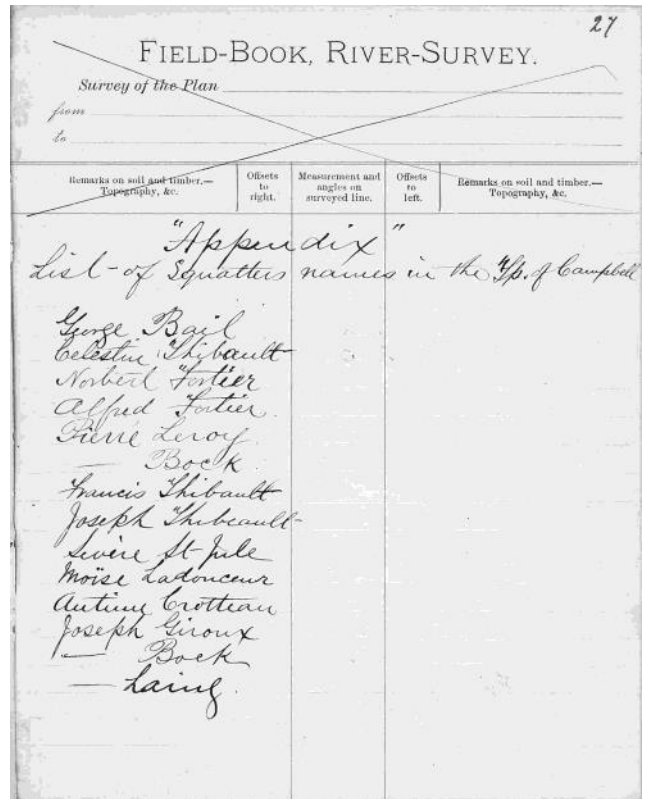 27
FIELD-BOOK, RIVER-SURVEY.
Survey of the Plan
from
to
Remarks on soil and timber,—
Topography, &c.
Offsets
to
right.
Measurement and
angles on
surveyed line.
Offsets
to
left.
Remarks on soil and timber.—
Topography, &c.
"Appendix"
List of Squatters names in the Tp. of Campbell
George Bail
Celestin Thibault
Norbert Fortier
Alfred Fortier
Pierre Leroy
— Bock
Francis Thibault
Joseph Thibeault
Sévère St-Jule
Moïse Ladouceur
Crotteau
Joseph Giroux
— Bock
— Laing